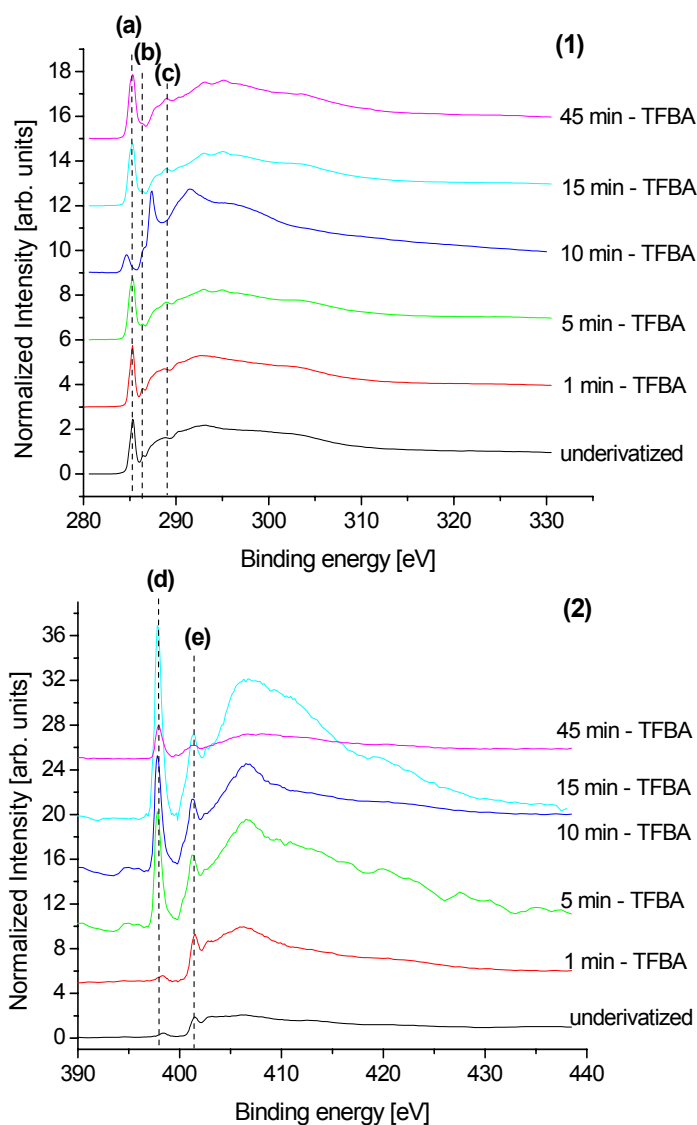 (a)
(b)
(c)
(1)
Normalized Intensity [arb. units]
18
16
14
12
10
8
6
4
2
0
45 min - TFBA
15 min - TFBA
10 min - TFBA
5 min - TFBA
1 min - TFBA
underivatized
280 290 300 310 320 330
Binding energy [eV]
(d)
(e)
(2)
Normalized Intensity [arb. units]
36
32
28
24
20
16
12
8
4
0
45 min - TFBA
15 min - TFBA
10 min - TFBA
5 min - TFBA
1 min - TFBA
underivatized
390 400 410 420 430 440
Binding energy [eV]